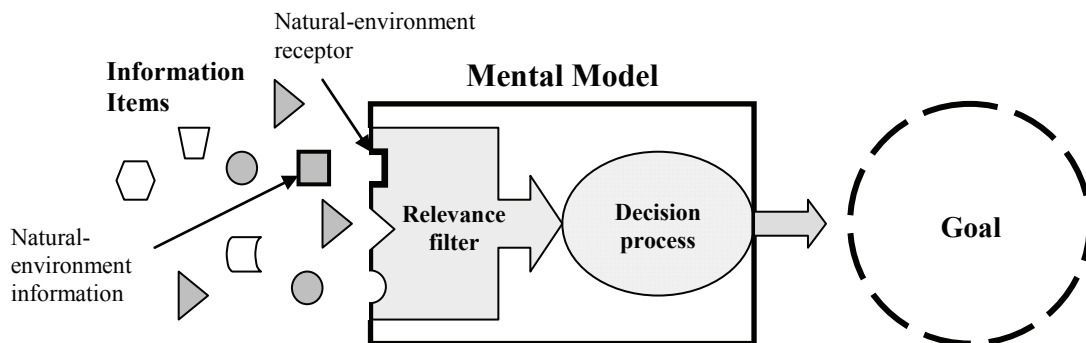 Natural-environment
receptor
Information
Items
Mental Model
Relevance
filter
Decision
process
Goal
Natural-
environment
information